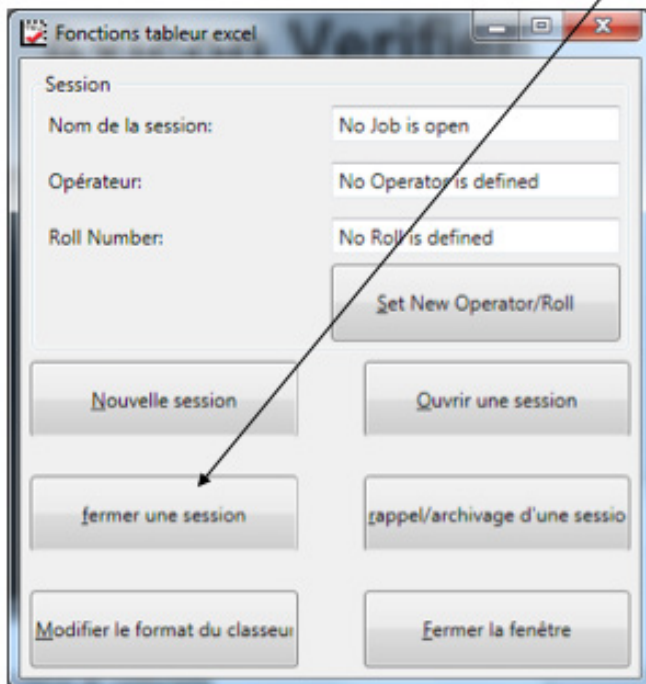 Fonctions tableur excel
Session
Nom de la session: No Job is open
Opérateur: No Operator is defined
Roll Number: No Roll is defined
Set New Operator/Roll
Nouvelle session Ouvrir une session
fermer une session rappel/archivage d'une sessio
Modifier le format du classeur Fermer la fenêtre